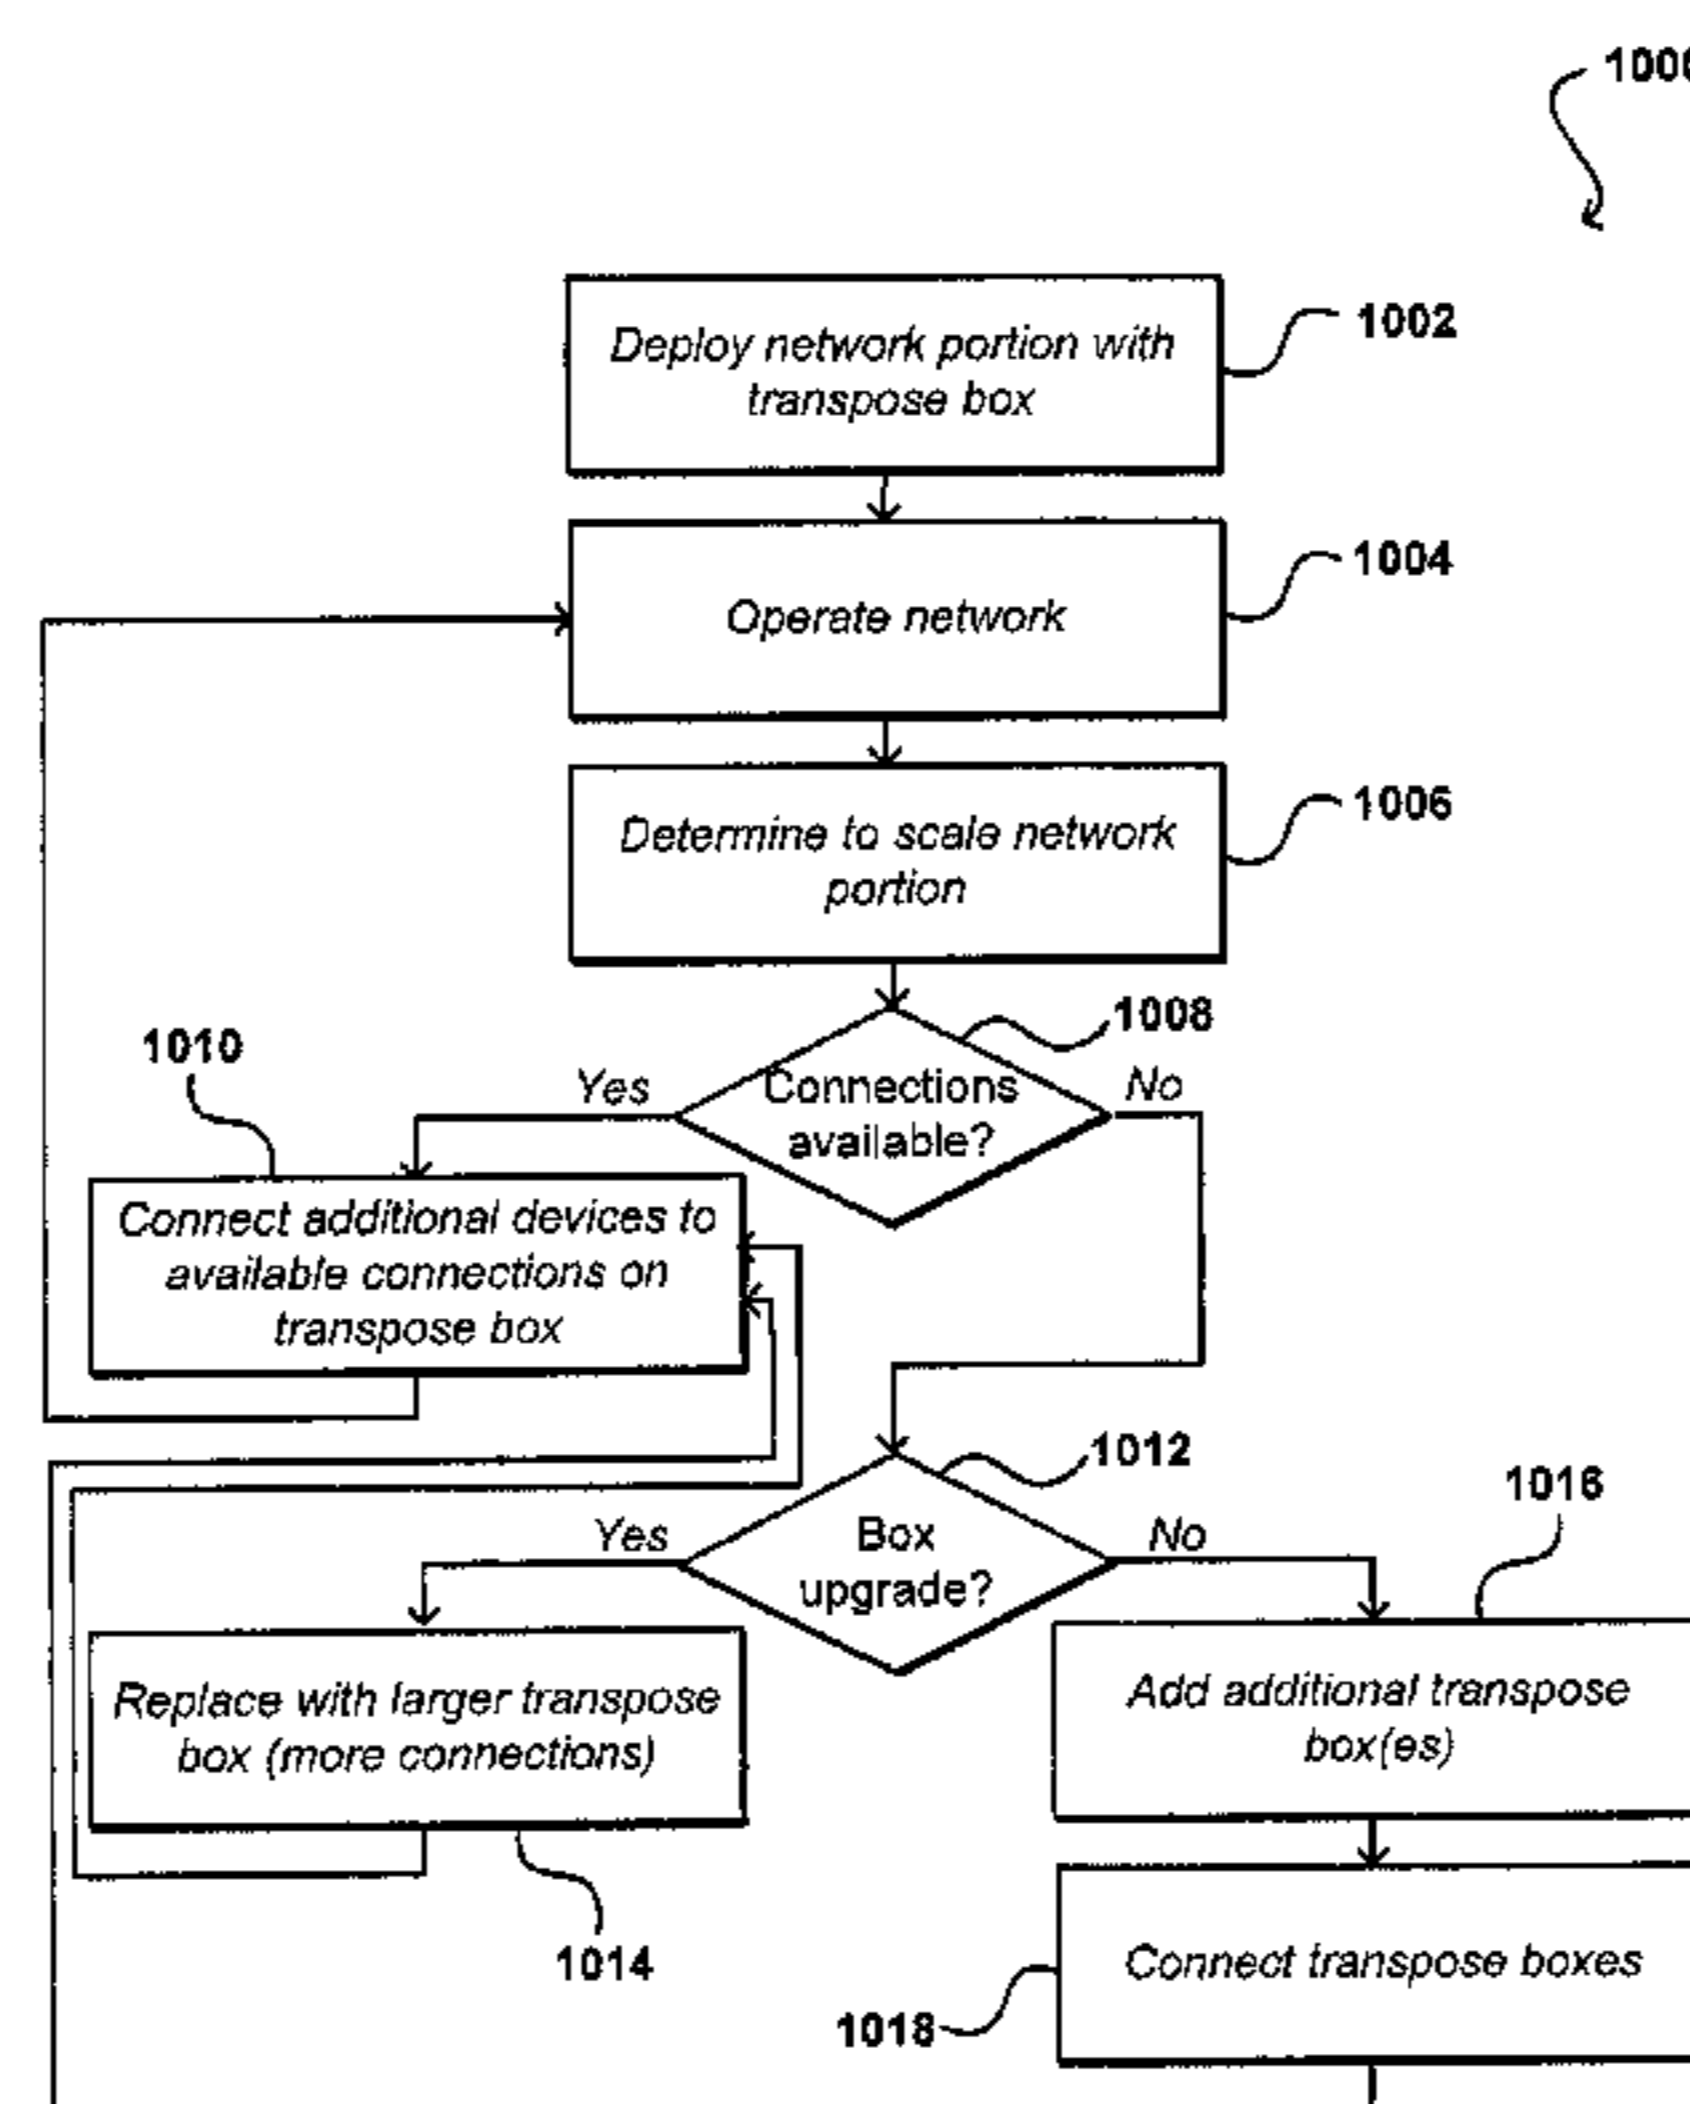 1000
Deploy network portion with
transpose box
1002
Operate network
1004
Determine to scale network
portion
1006
1008
Connections
available?
Yes
No
1010
Connect additional devices to
available connections on
transpose box
1012
Box
upgrade?
Yes
No
1016
Replace with larger transpose
box (more connections)
1014
Add additional transpose
box(es)
Connect transpose boxes
1018